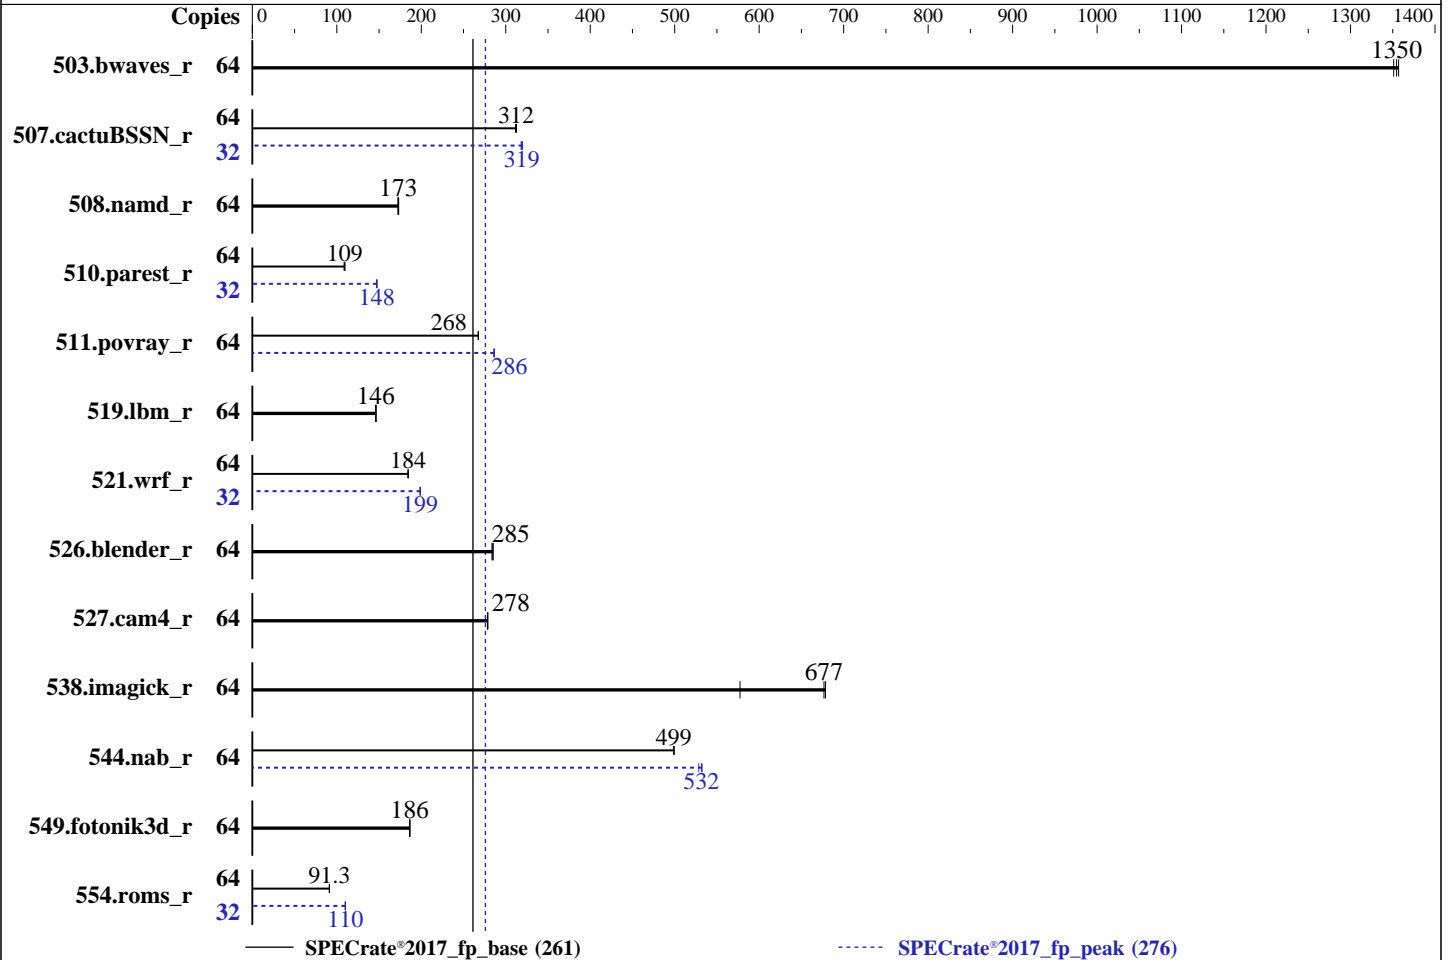 Copies 0 100 200 300 400 500 600 700 800 900 1000 1100 1200 1300 1400
503.bwaves_r 64 1350
507.cactuBSSN_r 64 312
32 319
508.namd_r 64 173
510.parest_r 64 109
32 148
511.povray_r 64 268
286
519.lbm_r 64 146
521.wrf_r 64 184
32 199
526.blender_r 64 285
527.cam4_r 64 278
538.imagick_r 64 677
544.nab_r 64 499
532
549.fotonik3d_r 64 186
554.roms_r 64 91.3
32 110
SPECrate®2017_fp_base (261) SPECrate®2017_fp_peak (276)